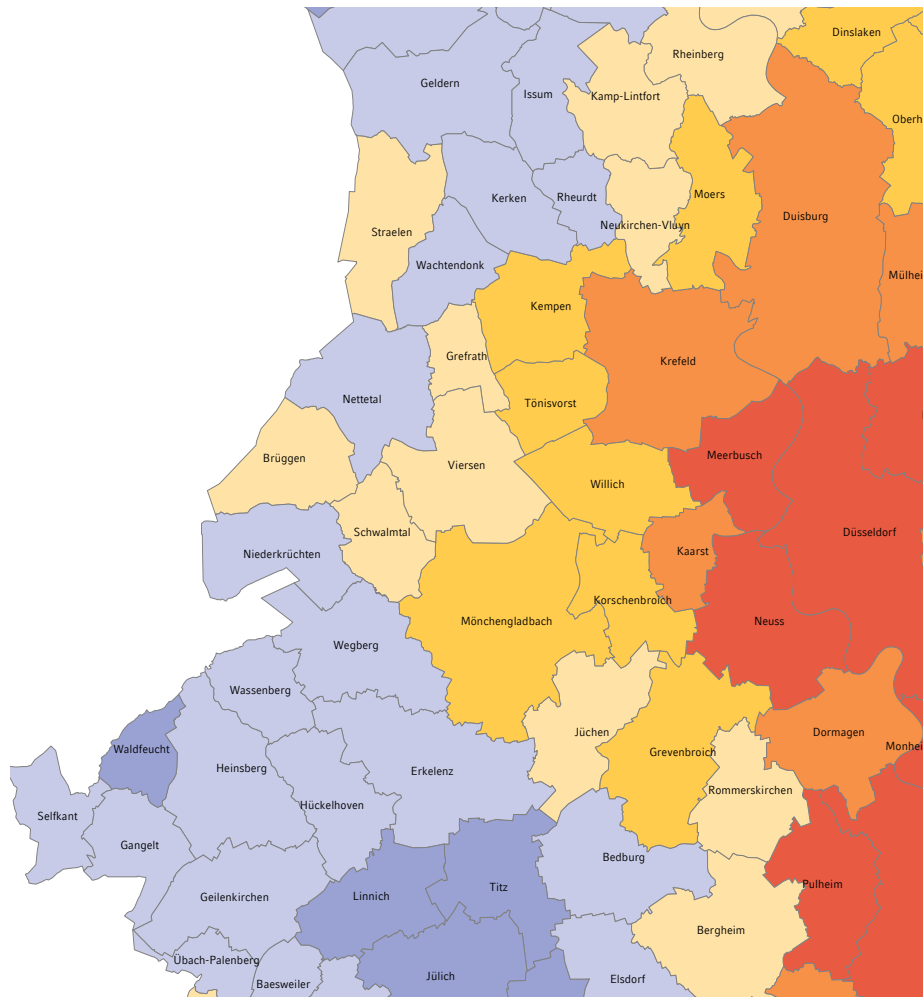 Dinslaken
Rheinberg
Geldern
Issum
Kamp-Lintfort
Oberh
Moers
Kerken
Rheurdt
Duisburg
Neukirchen-Vluyn
Straelen
Wachtendonk
Mülhei
Kempen
Grefrath
Krefeld
Nettetal
Tönisvorst
Meerbusch
Brüggen
Viersen
Willich
Schwalmtal
Düsseldorf
Niederkrüchten
Kaarst
Korschenbroich
Mönchengladbach
Neuss
Wegberg
Wassenberg
Jüchen
Dormagen
Waldfeucht
Grevenbroich
Monhei
Heinsberg
Erkelenz
Rommerskirchen
Hückelhoven
Selfkant
Gangelt
Bedburg
Pulheim
Titz
Linnich
Geilenkirchen
Bergheim
Übach-Palenberg
Jülich
Elsdorf
Baesweiler